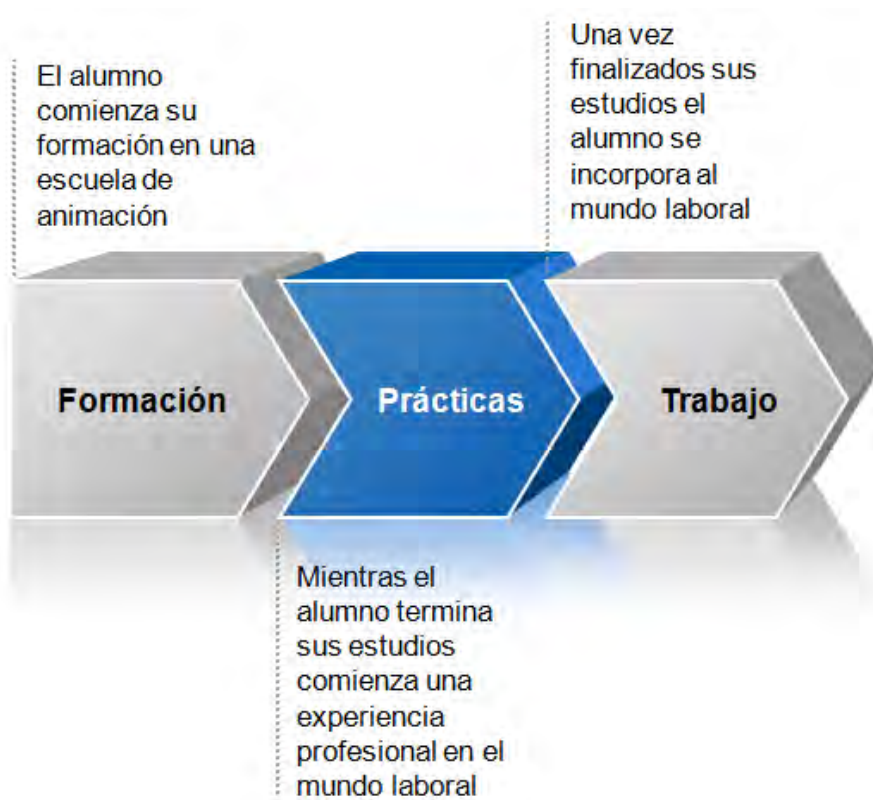 El alumno
comienza su
formación en una
escuela de
animación
Una vez
finalizados sus
estudios el
alumno se
incorpora al
mundo laboral
Formación
Prácticas
Trabajo
Mientras el
alumno termina
sus estudios
comienza una
experiencia
profesional en el
mundo laboral